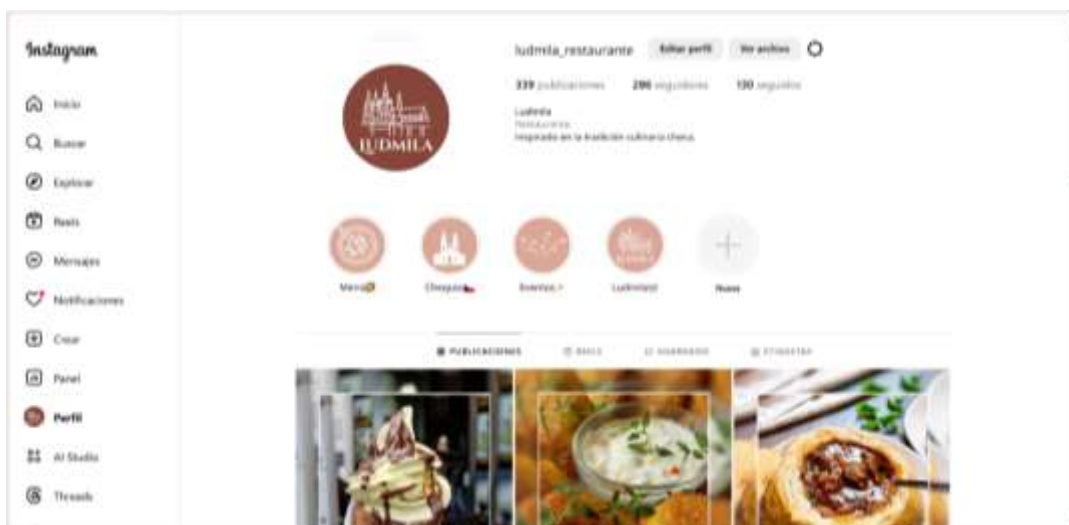 Instagram
Inicio
Buscar
Explorar
Reels
Mensajes
Notificaciones
Crear
Panel
Perfil
AI Studio
Threads
ludmila_restaurante Editar perfil Ver archivo
339 publicaciones 286 seguidores 130 seguidos
Ludmila
Restaurante
Inspirado en la tradición culinaria checa.
LUDMILA
Menú🥘 Chequia🇨🇿 Eventos Nuevo
PUBLICACIONES REELS GUARDADO ETIQUETAS